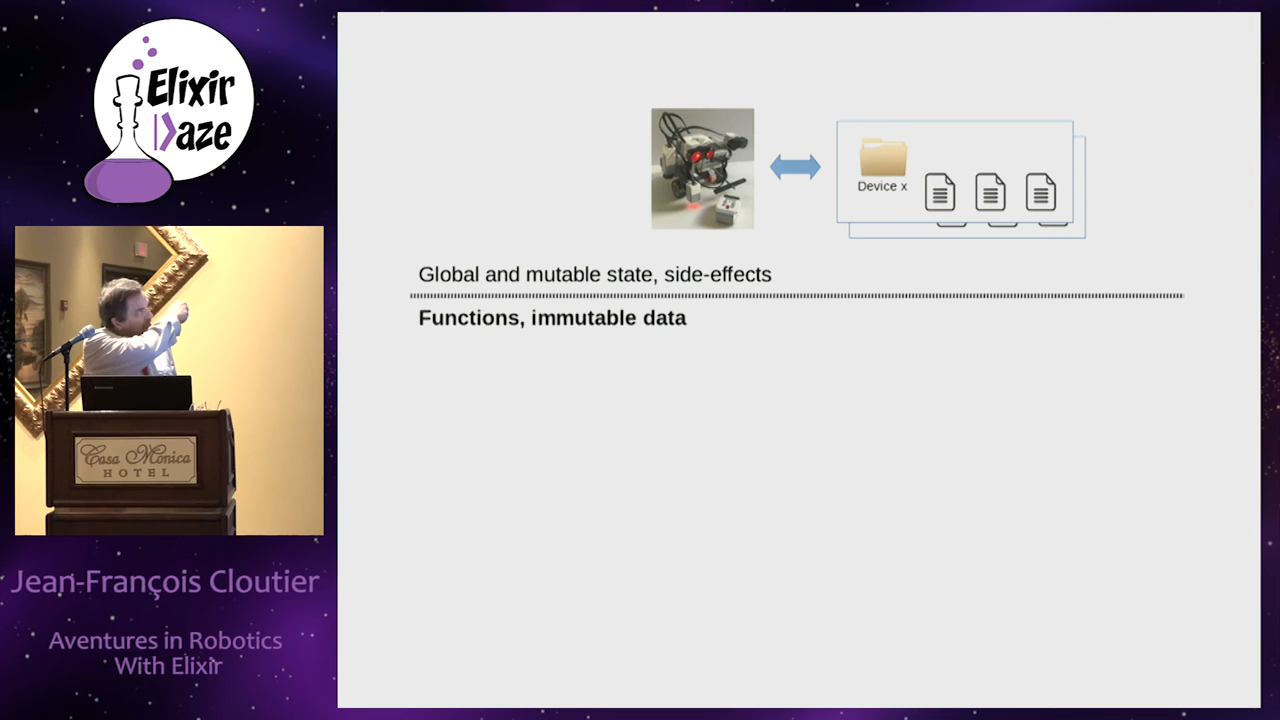 Elixir
|>aze
Casa Monica
HOTEL
Jean-François Cloutier
Aventures in Robotics
With Elixir
Device x
Global and mutable state, side-effects
Functions, immutable data